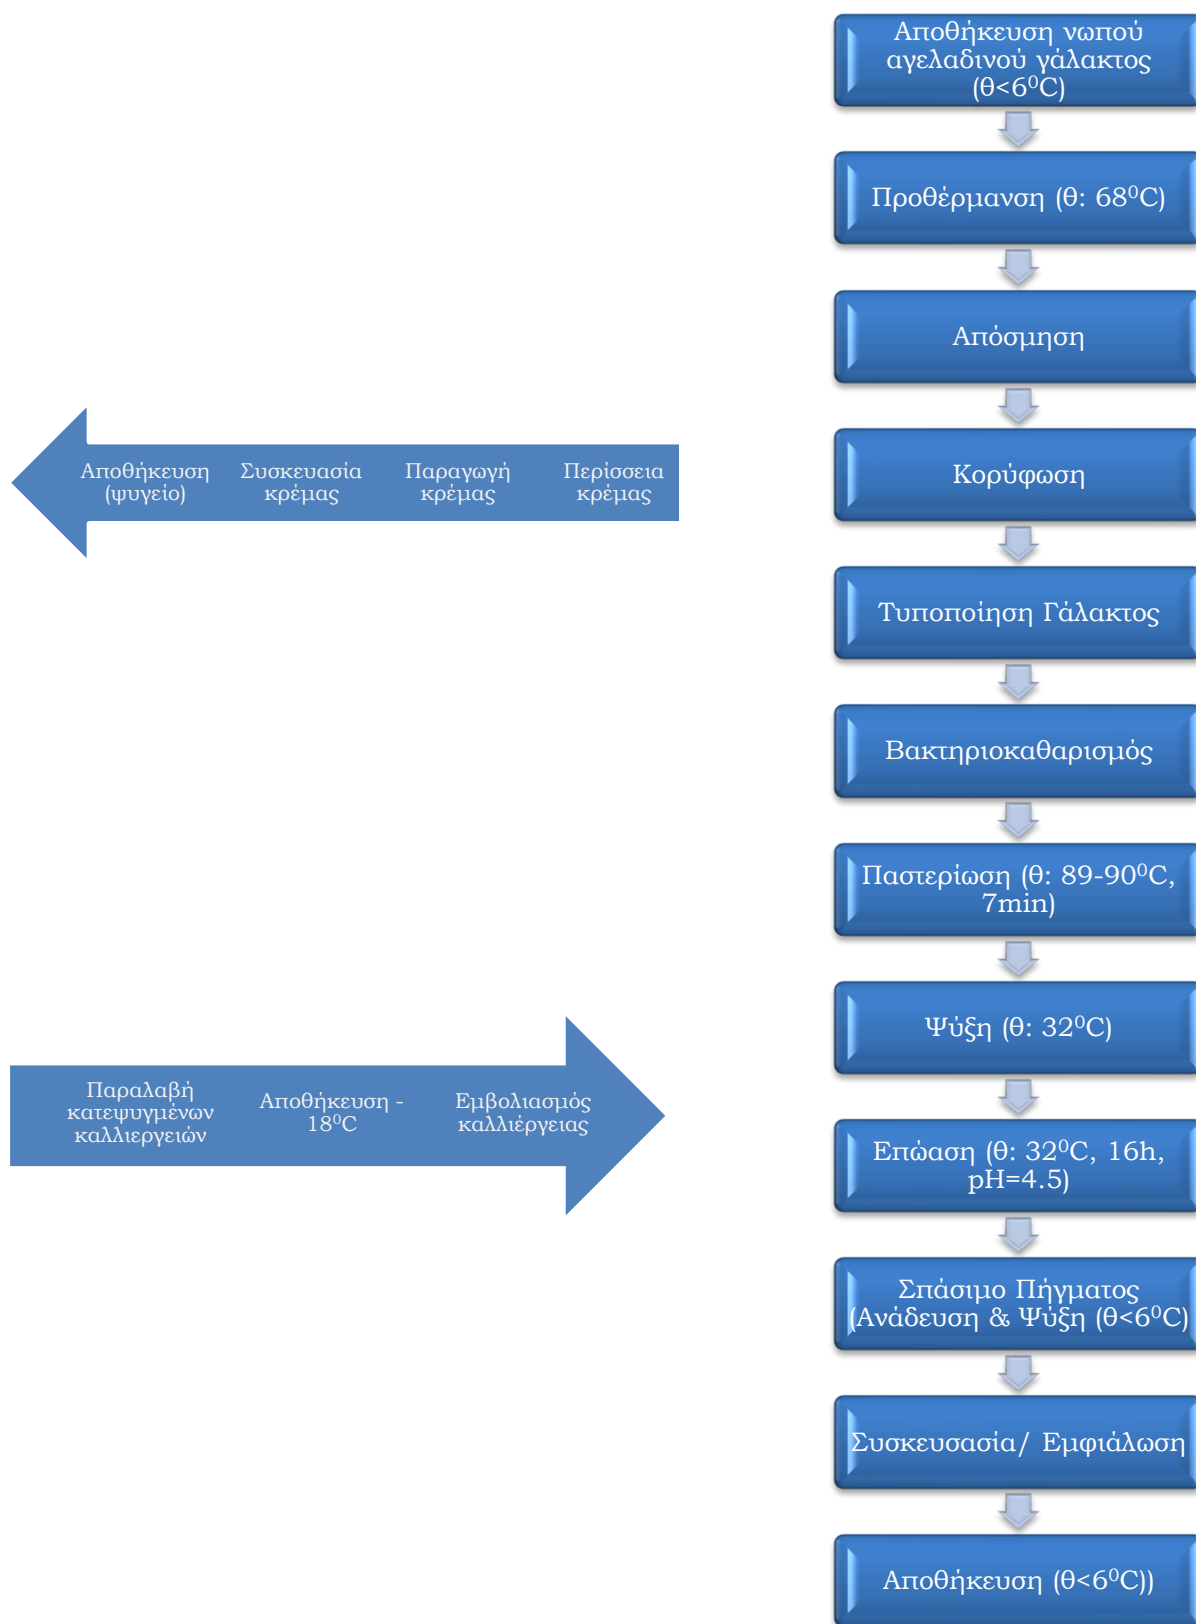 Αποθήκευση νωπού
αγελαδινού γάλακτος
(θ<6⁰C)
Προθέρμανση (θ: 68⁰C)
Απόσμηση
Κορύφωση
Αποθήκευση
(ψυγείο)
Συσκευασία
κρέμας
Παραγωγή
κρέμας
Περίσσεια
κρέμας
Τυποποίηση Γάλακτος
Βακτηριοκαθαρισμός
Παστερίωση (θ: 89-90⁰C,
7min)
Ψύξη (θ: 32⁰C)
Παραλαβή
κατεψυγμένων
καλλιεργειών
Αποθήκευση -
18⁰C
Εμβολιασμός
καλλιέργειας
Επώαση (θ: 32⁰C, 16h,
pH=4.5)
Σπάσιμο Πήγματος
(Ανάδευση & Ψύξη (θ<6⁰C)
Συσκευσασία/ Εμφιάλωση
Αποθήκευση (θ<6⁰C))